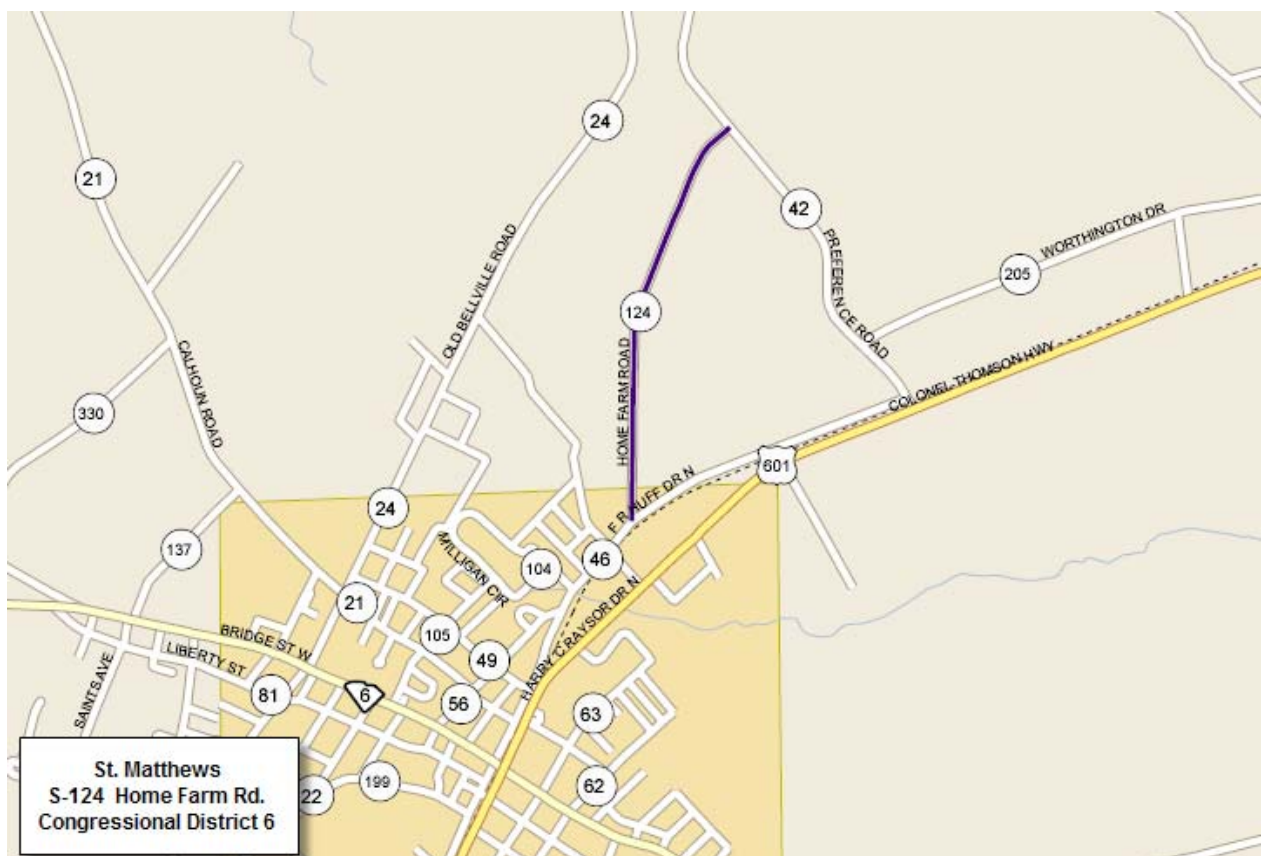 24
21
42
WORTHINGTON DR
205
OLD BELLVILLE ROAD
PREFERENCE ROAD
124
CALHOUN ROAD
COLONEL THOMSON HWY
330
HOME FARM ROAD
601
24
F R HUFF DR N
137
46
MILLIGAN CIR
104
21
105
BRIDGE ST W
HARRY C RAYSOR DR N
LIBERTY ST
49
SAINTS AVE
81
6
56
63
199
62
22
St. Matthews
S-124 Home Farm Rd.
Congressional District 6